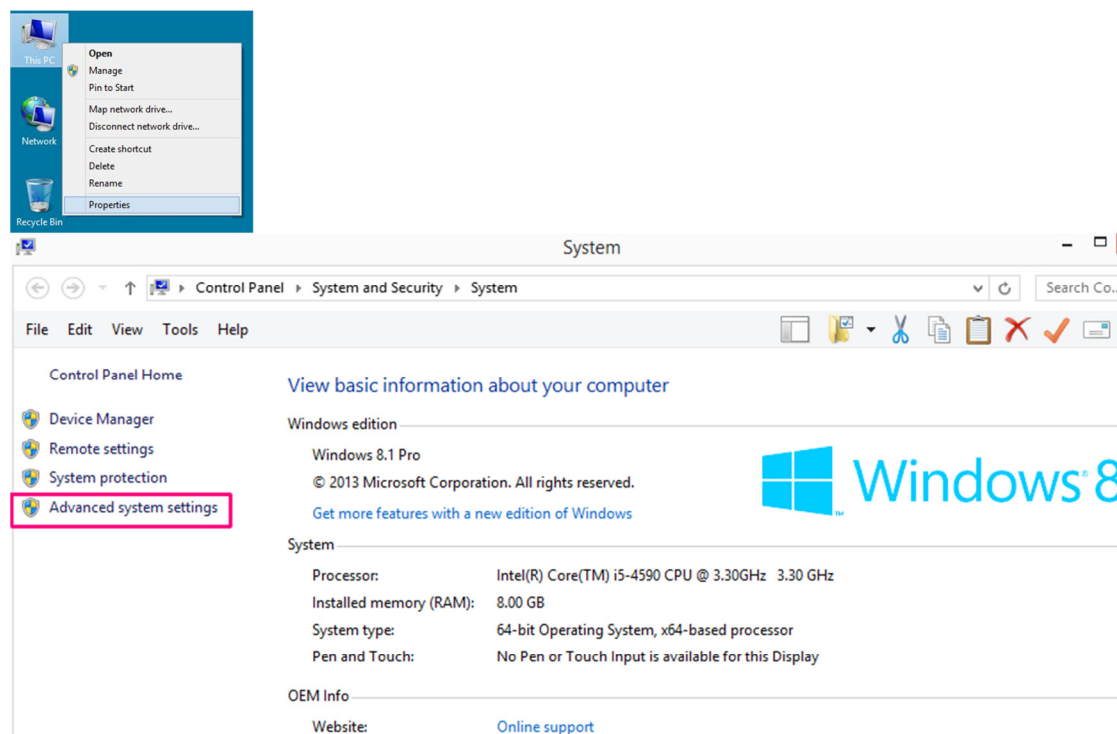 This PC
Open
Manage
Pin to Start
Map network drive...
Disconnect network drive...
Network
Create shortcut
Delete
Rename
Properties
Recycle Bin
System
Control Panel System and Security System
Search Co...
File Edit View Tools Help
Control Panel Home
Device Manager
Remote settings
System protection
Advanced system settings
View basic information about your computer
Windows edition
Windows 8.1 Pro
© 2013 Microsoft Corporation. All rights reserved.
Get more features with a new edition of Windows
Windows® 8
TM
System
Processor: Intel(R) Core(TM) i5-4590 CPU @ 3.30GHz 3.30 GHz
Installed memory (RAM): 8.00 GB
System type: 64-bit Operating System, x64-based processor
Pen and Touch: No Pen or Touch Input is available for this Display
OEM Info
Website: Online support